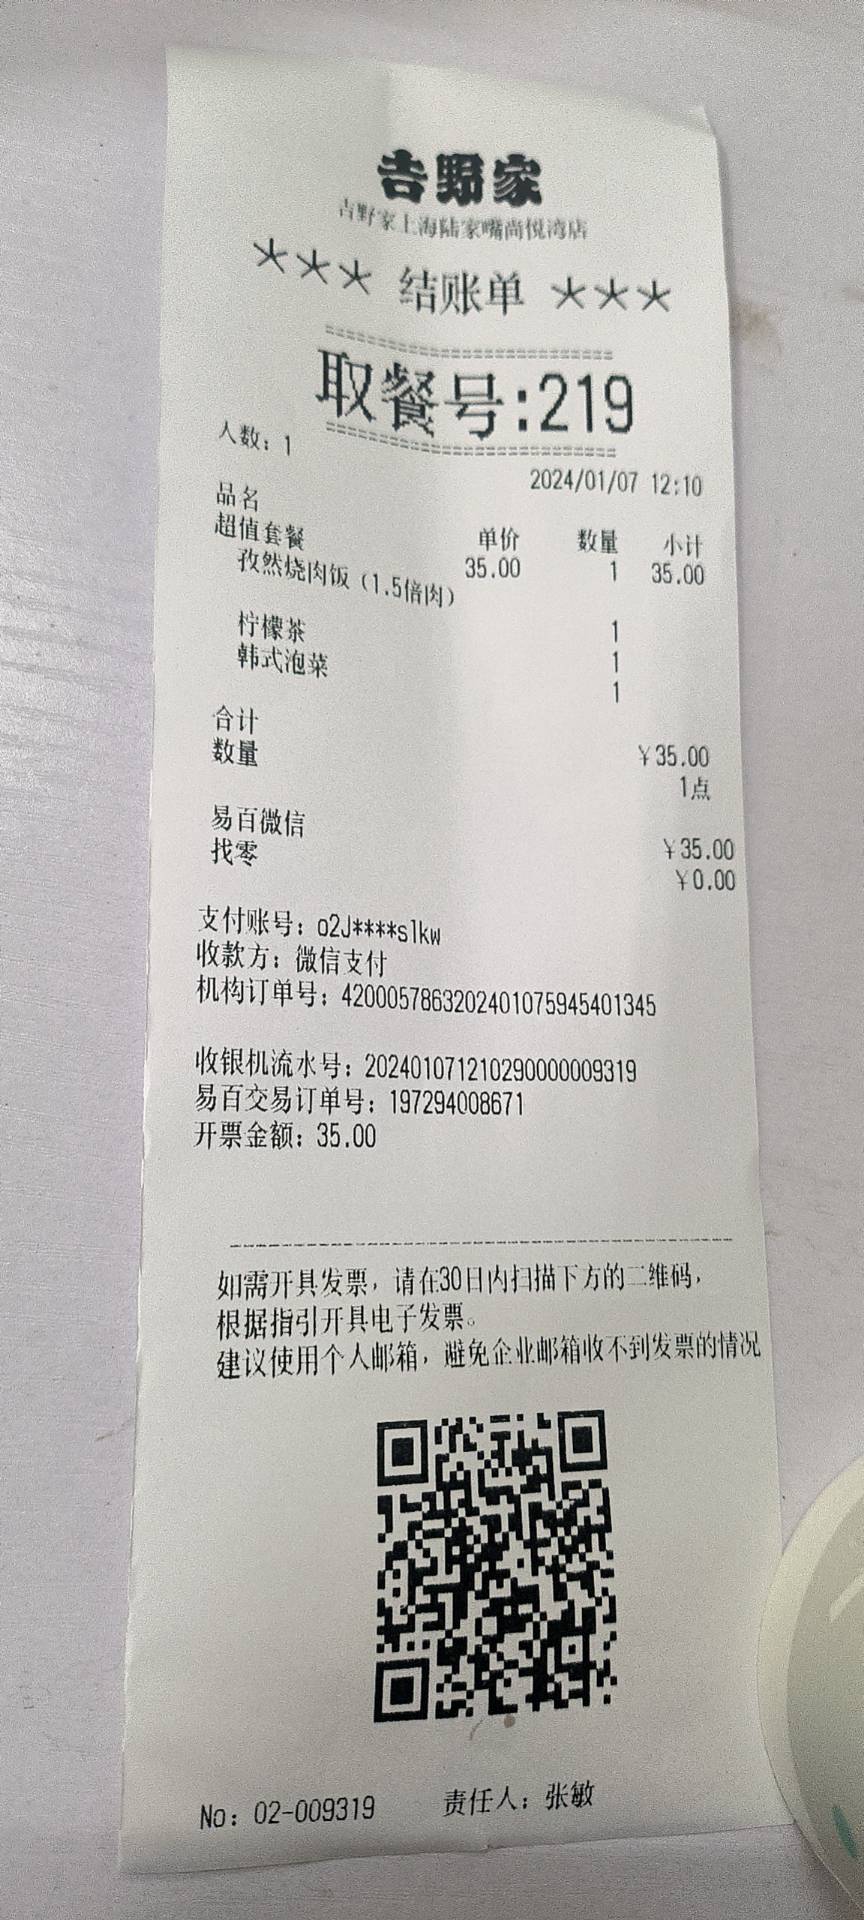 吉野家
吉野家上海陆家嘴尚悦湾店
*** 结账单 ***
==========================
取餐号:219
==========================
人数: 1
2024/01/07 12:10
品名 单价 数量 小计
超值套餐 35.00 1 35.00
孜然烧肉饭（1.5倍肉） 1
柠檬茶 1
韩式泡菜 1
合计 ¥35.00
数量 1点
易百微信 ¥35.00
找零 ¥0.00
支付账号: o2J****slkw
收款方: 微信支付
机构订单号: 4200057863202401075945401345
收银机流水号: 202401071210290000009319
易百交易订单号: 197294008671
开票金额: 35.00
如需开具发票，请在30日内扫描下方的二维码，
根据指引开具电子发票。
建议使用个人邮箱，避免企业邮箱收不到发票的情况
No: 02-009319 责任人: 张敏